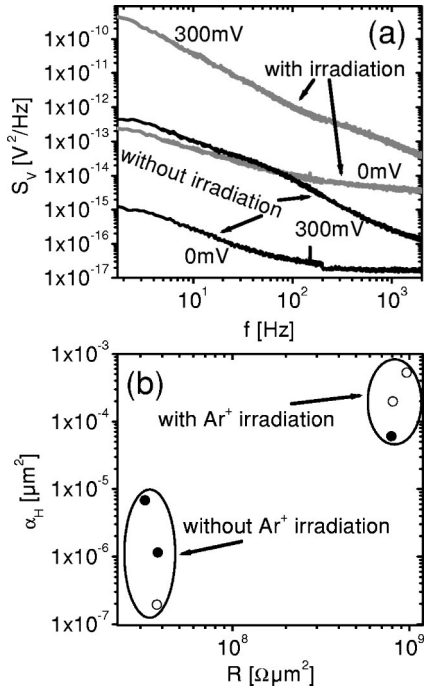 (a)
300mV
with irradiation
without irradiation
0mV
300mV
0mV
1x10⁻¹⁰
1x10⁻¹¹
1x10⁻¹²
1x10⁻¹³
1x10⁻¹⁴
1x10⁻¹⁵
1x10⁻¹⁶
1x10⁻¹⁷
S_V [V²/Hz]
10¹ 10² 10³
f [Hz]
(b)
with Ar⁺ irradiation
without Ar⁺ irradiation
1x10⁻³
1x10⁻⁴
1x10⁻⁵
1x10⁻⁶
1x10⁻⁷
α_H [μm²]
10⁸ 10⁹
R [Ωμm²]